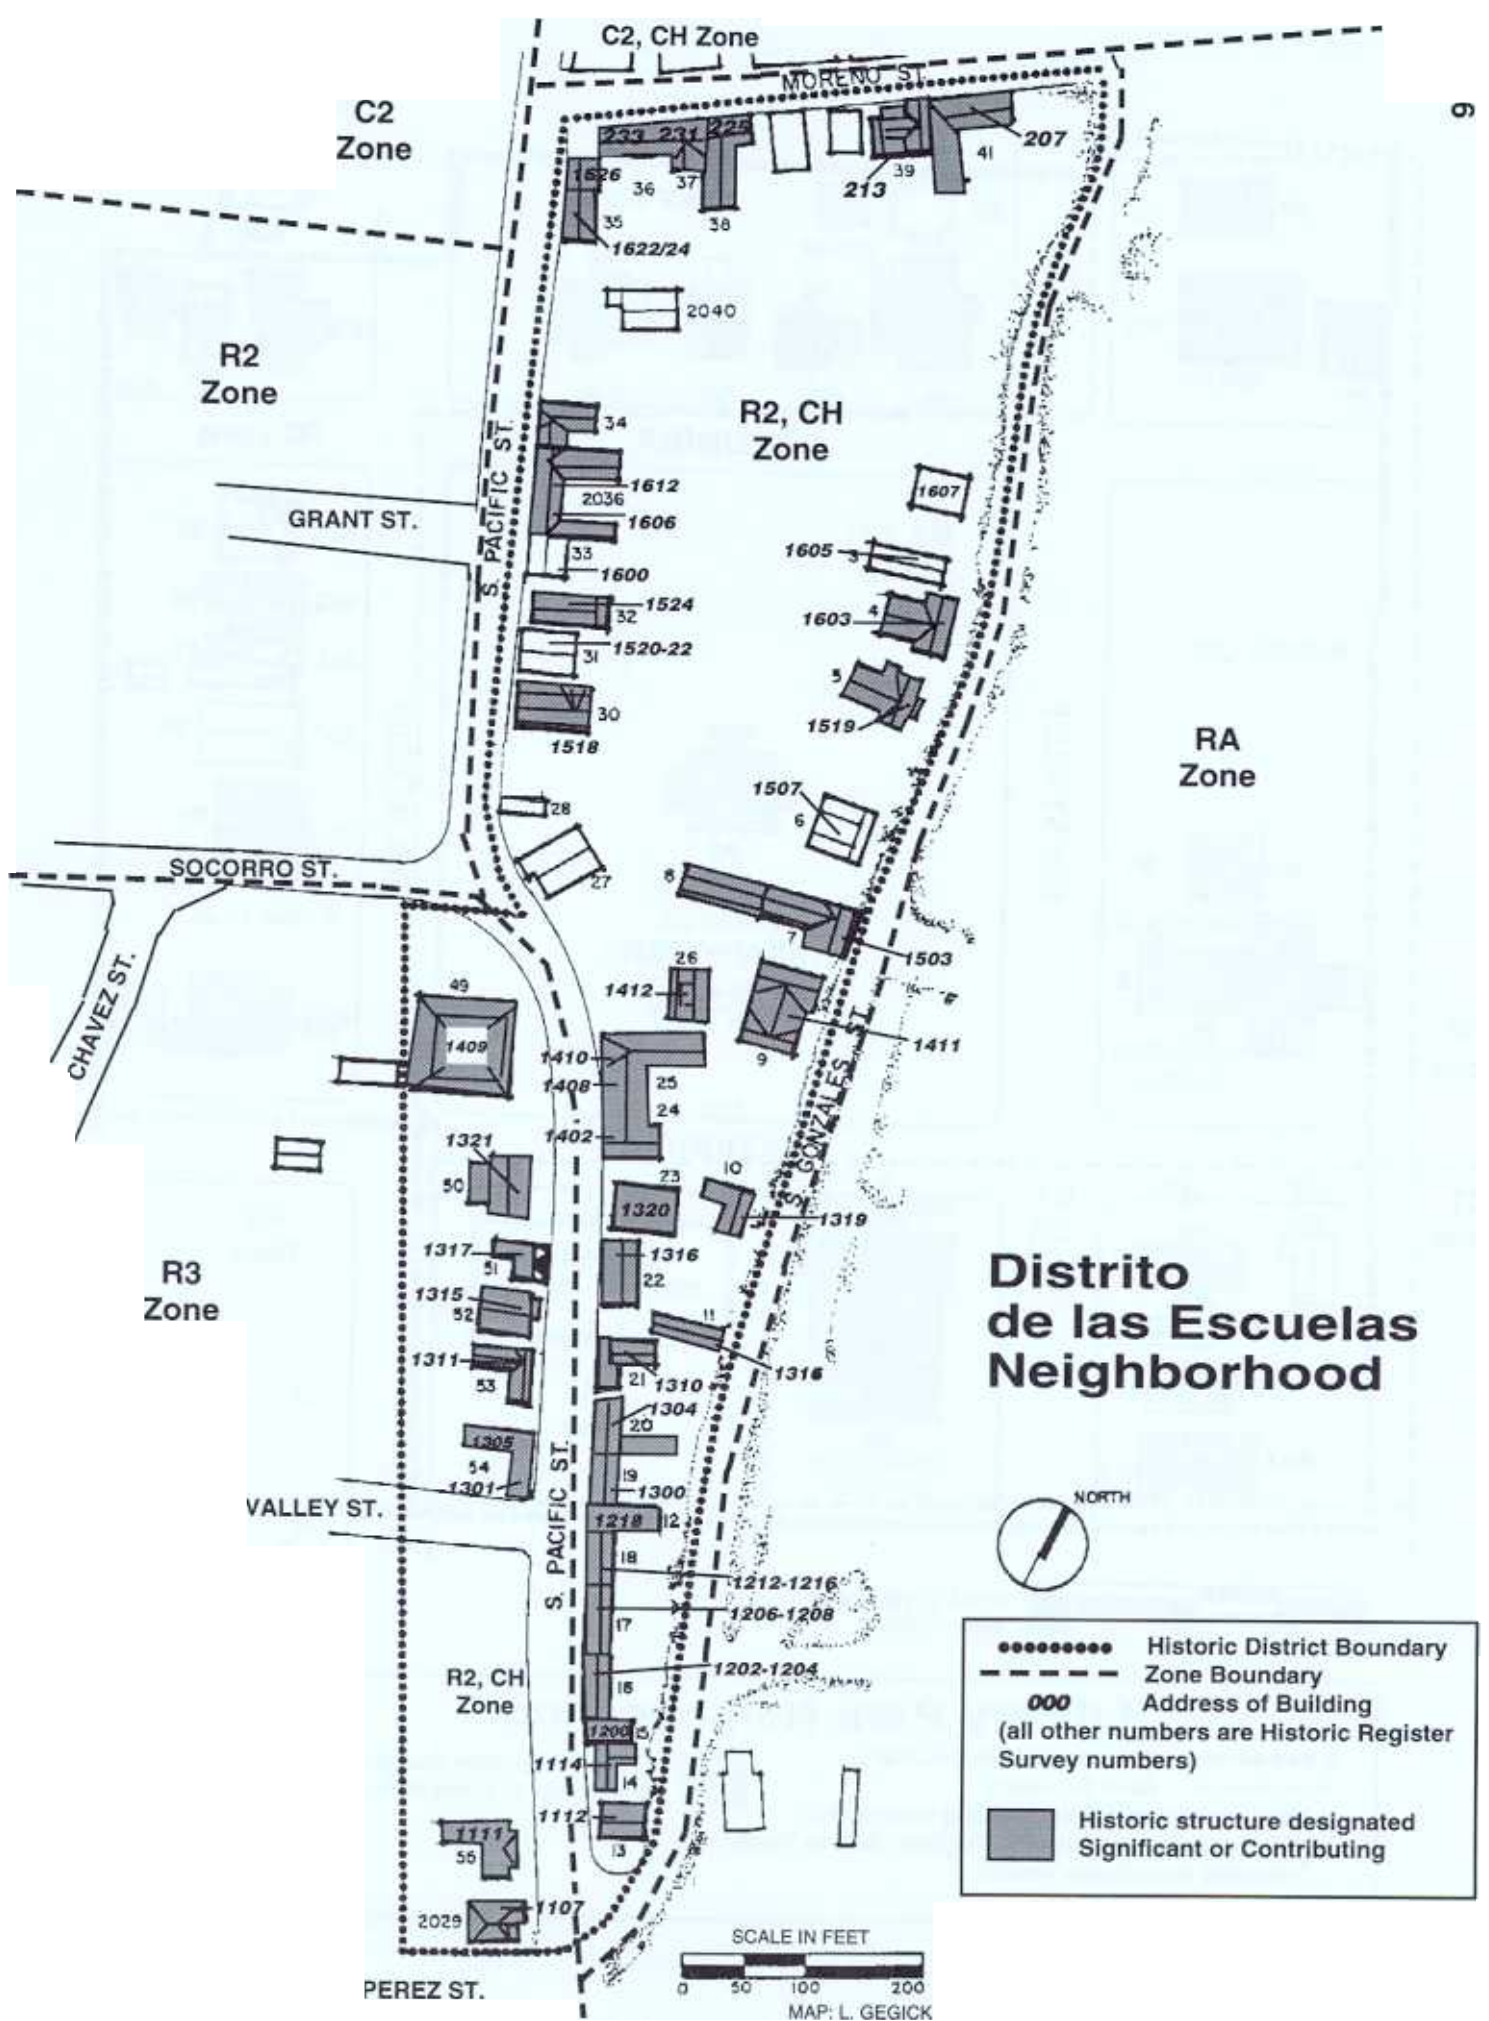 C2, CH Zone
MORENO ST.
C2
Zone
9
233 231 225
207
41
39
213
1626
36
37
38
35
1622/24
2040
R2
Zone
R2, CH
Zone
34
S. PACIFIC ST.
1612
2036
1606
GRANT ST.
33
1600
1607
1605
3
1524
32
4
1603
1520-22
31
5
30
1519
1518
RA
Zone
1507
6
28
27
SOCORRO ST.
8
7
1503
CHAVEZ ST.
49
26
1412
1409
1411
9
1410
1408
25
24
1402
S. GONZALES ST.
1321
50
23
10
1320
1319
1317
51
1316
22
R3
Zone
1315
52
11
1316
1311
53
21
1310
Distrito
de las Escuelas
Neighborhood
1304
20
1305
54
1301
19
1300
VALLEY ST.
1218
12
S. PACIFIC ST.
18
1212-1216
1206-1208
17
NORTH
1202-1204
16
R2, CH
Zone
1200
15
1114
14
1112
13
1111
55
2029
1107
PEREZ ST.
Historic District Boundary
Zone Boundary
000 Address of Building
(all other numbers are Historic Register
Survey numbers)
Historic structure designated
Significant or Contributing
SCALE IN FEET
0 50 100 200
MAP: L. GEGICK